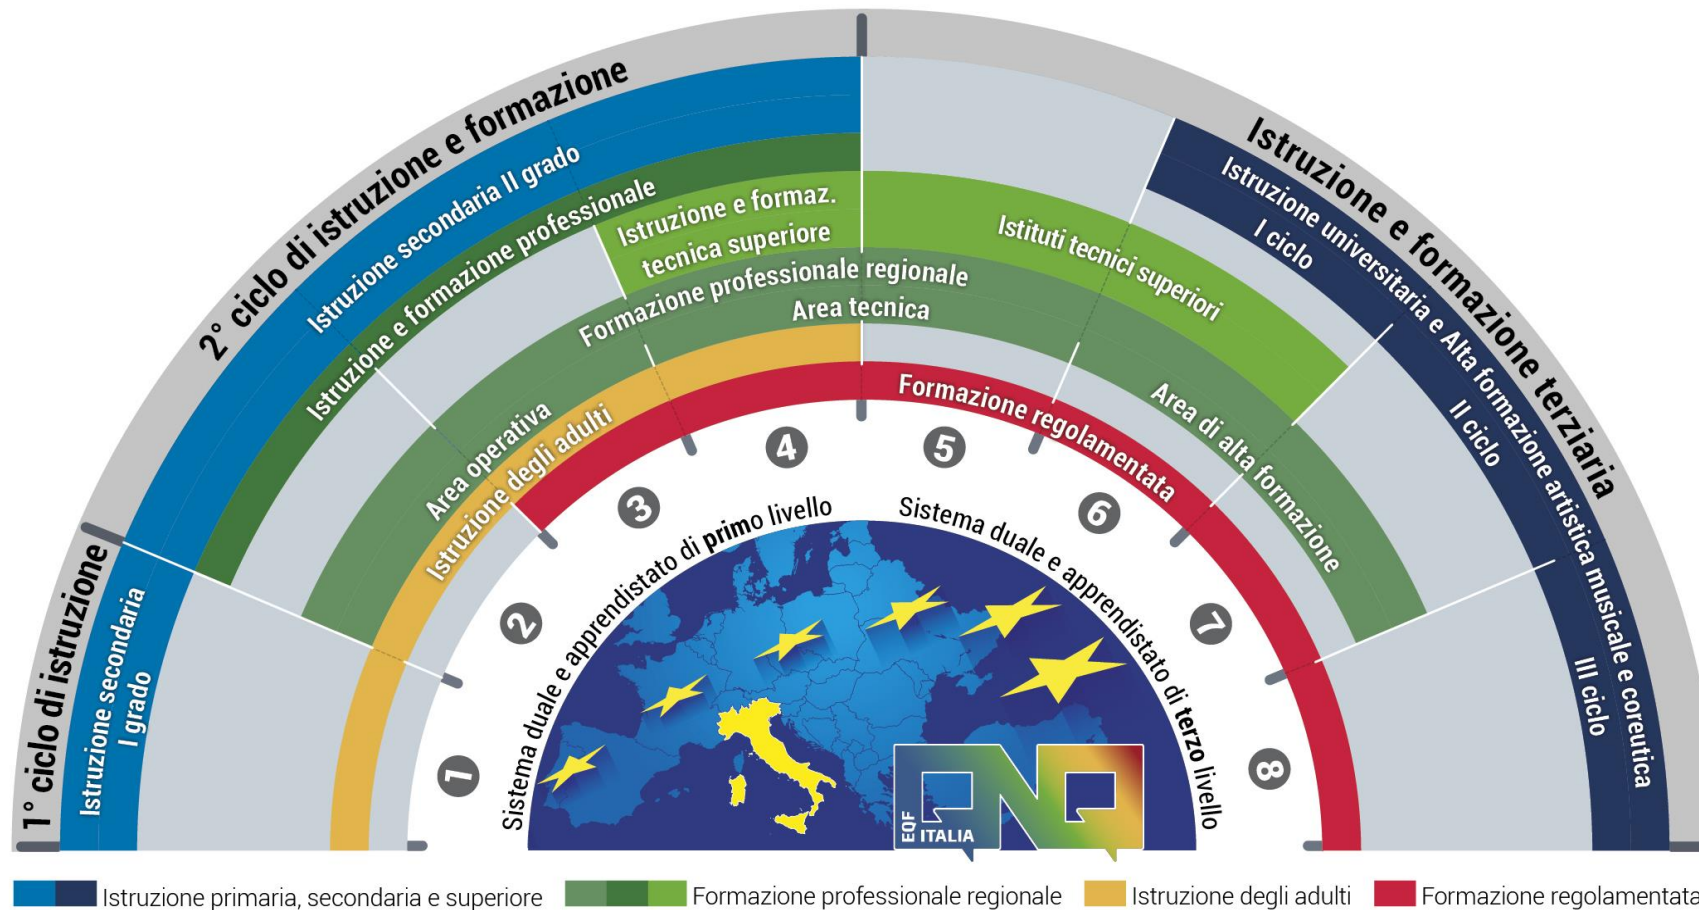 1° ciclo di istruzione
2° ciclo di istruzione e formazione
Istruzione e formazione terziaria
Istruzione secondaria
I grado
Istruzione secondaria II grado
Istruzione e formazione professionale
Istruzione e formaz.
tecnica superiore
Istituti tecnici superiori
Formazione professionale regionale
Area operativa
Area tecnica
Area di alta formazione
Istruzione degli adulti
Formazione regolamentata
Istruzione universitaria e Alta formazione artistica musicale e coreutica
I ciclo
II ciclo
III ciclo
1
2
3
4
5
6
7
8
Sistema duale e apprendistato di primo livello
Sistema duale e apprendistato di terzo livello
EQF
ITALIA
QNQ
Istruzione primaria, secondaria e superiore
Formazione professionale regionale
Istruzione degli adulti
Formazione regolamentata